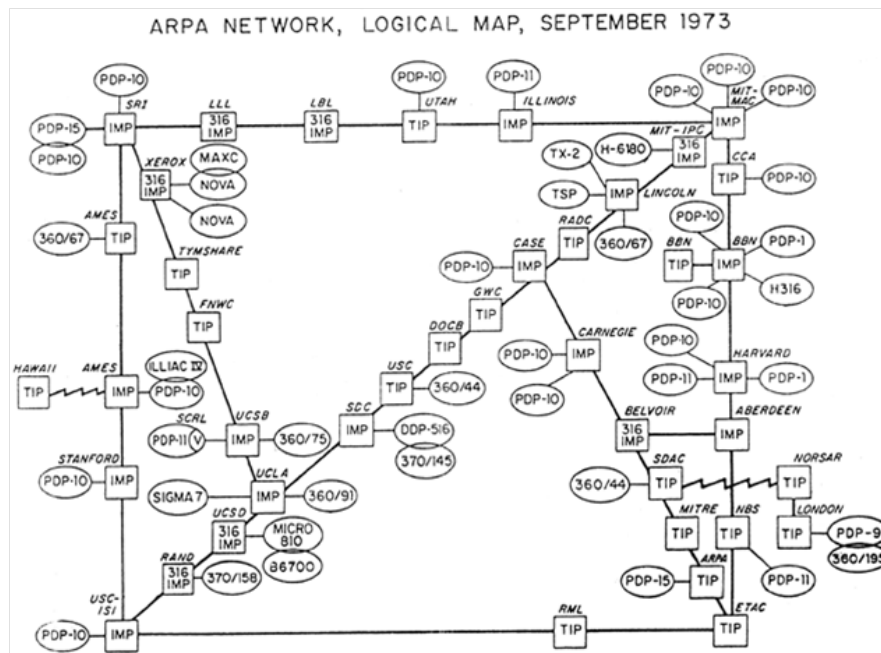 ARPA NETWORK, LOGICAL MAP, SEPTEMBER 1973
PDP-10
PDP-10
PDP-11
PDP-10
SRI
LLL
LBL
UTAH
ILLINOIS
PDP-10
MIT-
MAC
PDP-10
PDP-15
IMP
316
IMP
316
IMP
TIP
IMP
IMP
PDP-10
MIT-IPC
XEROX
MAXC
TX-2
H-6180
316
IMP
CCA
316
IMP
NOVA
TSP
IMP
LINCOLN
TIP
PDP-10
NOVA
AMES
RADC
PDP-10
360/67
TIP
TIP
360/67
BBN
BBN
PDP-1
TYMSHARE
CASE
TIP
IMP
TIP
PDP-10
IMP
GWC
PDP-10
H316
FNWC
DOCB
TIP
TIP
CARNEGIE
PDP-10
HAWAII
AMES
ILLIAC IV
USC
TIP
PDP-10
IMP
HARVARD
TIP
IMP
PDP-10
TIP
360/44
PDP-10
PDP-11
IMP
PDP-1
SCRL
UCSB
SDC
BELVOIR
ABERDEEN
PDP-11
V
IMP
360/75
IMP
DDP-516
316
IMP
IMP
STANFORD
UCLA
370/145
SDAC
NORSAR
PDP-10
IMP
SIGMA 7
IMP
360/91
360/44
TIP
TIP
UCSD
MITRE
NBS
LONDON
316
IMP
MICRO
810
TIP
TIP
TIP
PDP-9
RAND
B6700
360/195
USC-
ISI
316
IMP
370/158
ARPA
PDP-15
TIP
PDP-11
RML
ETAC
PDP-10
IMP
TIP
TIP